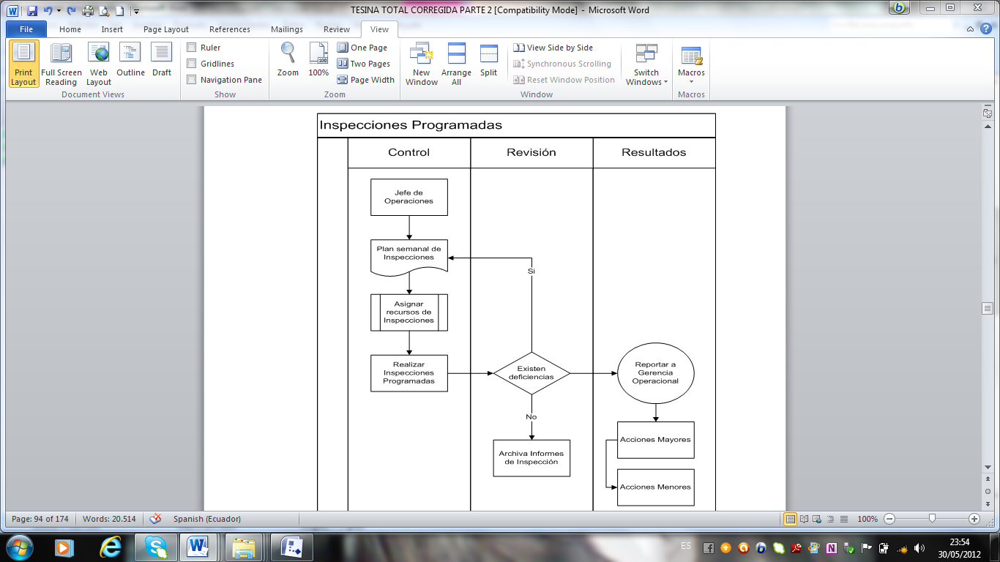 TESINA TOTAL CORREGIDA PARTE 2 [Compatibility Mode] - Microsoft Word
File Home Insert Page Layout References Mailings Review View
Print Layout
Full Screen Reading
Web Layout
Outline
Draft
Document Views
Ruler
Gridlines
Navigation Pane
Show
Zoom
100
100%
One Page
Two Pages
Page Width
Zoom
New Window
Arrange All
Split
View Side by Side
Synchronous Scrolling
Reset Window Position
Window
Switch Windows
Macros
Macros
Inspecciones Programadas
Control Revisión Resultados
Jefe de
Operaciones
Plan semanal de
Inspecciones
Si
Asignar
recursos de
Inspecciones
Realizar
Inspecciones
Programadas
Existen
deficiencias
Reportar a
Gerencia
Operacional
No
Archiva Informes
de Inspección
Acciones Mayores
Acciones Menores
Page: 94 of 174 Words: 20.514 Spanish (Ecuador) 100%
ES
23:54
30/05/2012